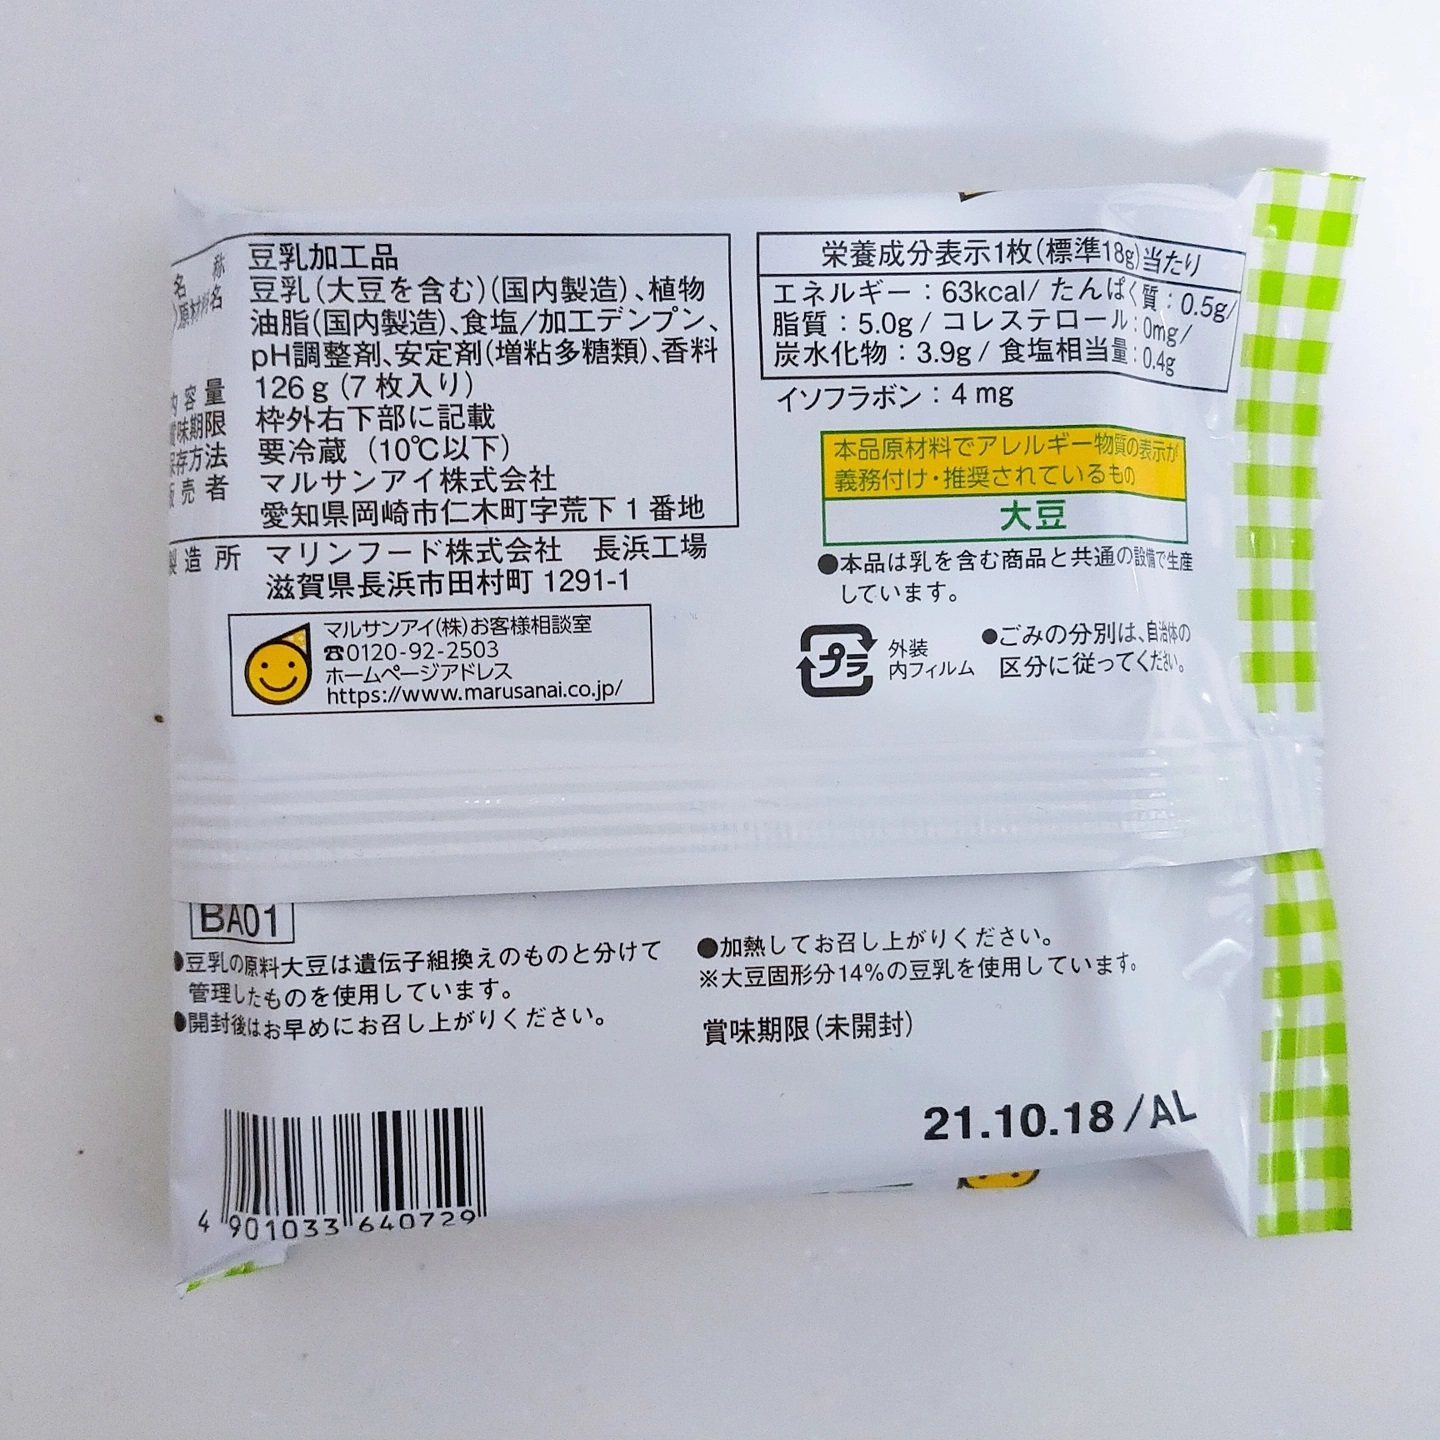 名称 豆乳加工品
原材料名 豆乳(大豆を含む)(国内製造)、植物
油脂(国内製造)、食塩/加工デンプン、
pH調整剤、安定剤(増粘多糖類)、香料
内容量 126g(7枚入り)
賞味期限 枠外右下部に記載
保存方法 要冷蔵(10℃以下)
販売者 マルサンアイ株式会社
愛知県岡崎市仁木町字荒下1番地
製造所 マリンフード株式会社 長浜工場
滋賀県長浜市田村町1291-1
マルサンアイ(株)お客様相談室
☎0120-92-2503
ホームページアドレス
https://www.marusanai.co.jp/
栄養成分表示1枚(標準18g)当たり
エネルギー:63kcal/たんぱく質:0.5g/
脂質:5.0g/コレステロール:0mg/
炭水化物:3.9g/食塩相当量:0.4g
イソフラボン:4mg
本品原材料でアレルギー物質の表示が
義務付け・推奨されているもの
大豆
●本品は乳を含む商品と共通の設備で生産
しています。
プラ
外装
内フィルム
●ごみの分別は、自治体の
区分に従ってください。
BA01
●豆乳の原料大豆は遺伝子組換えのものと分けて
管理したものを使用しています。
●開封後はお早めにお召し上がりください。
●加熱してお召し上がりください。
※大豆固形分14%の豆乳を使用しています。
賞味期限(未開封)
21.10.18/AL
4 901033 640729